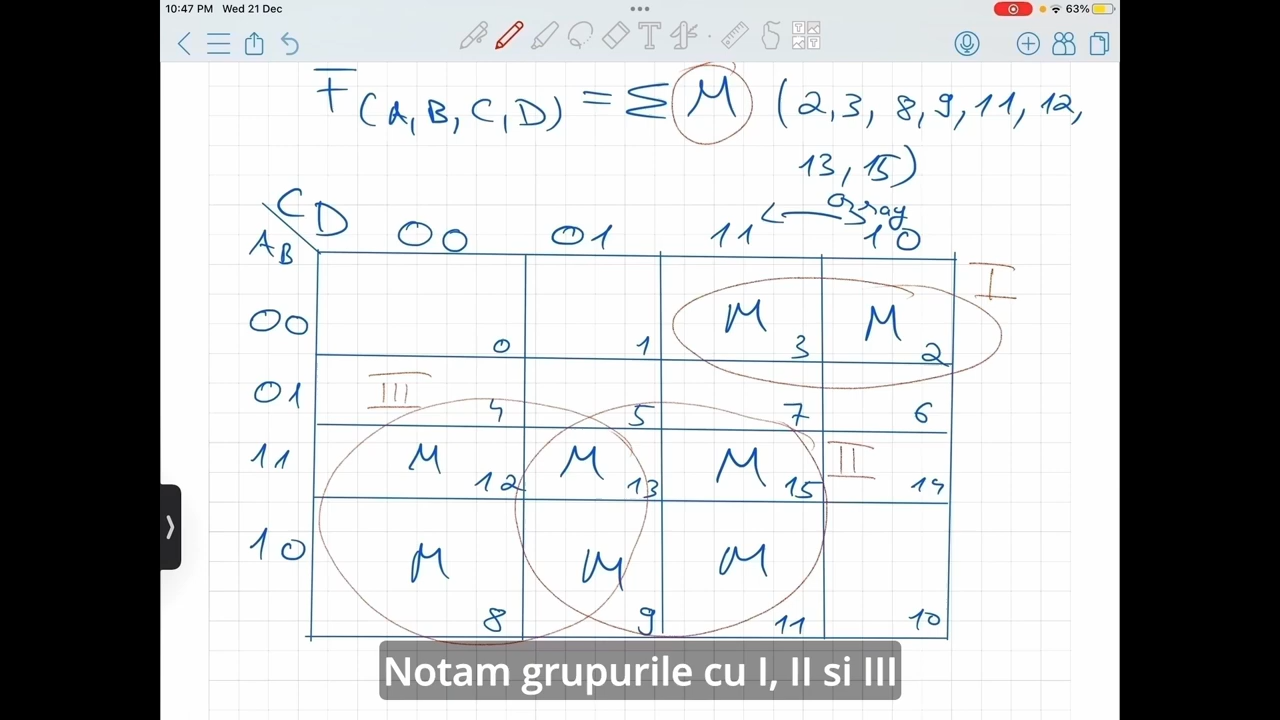 10:47 PM Wed 21 Dec
63%
F̅(A,B,C,D) = Σ M (2,3,8,9,11,12,
13,15)
CD
Gray
AB 00 01 11 10
I
00 M M
0 1 3 2
01 III
4 5 7 6
11 M M M II
12 13 15 14
10 M M M
8 9 11 10
Notam grupurile cu I, II si III